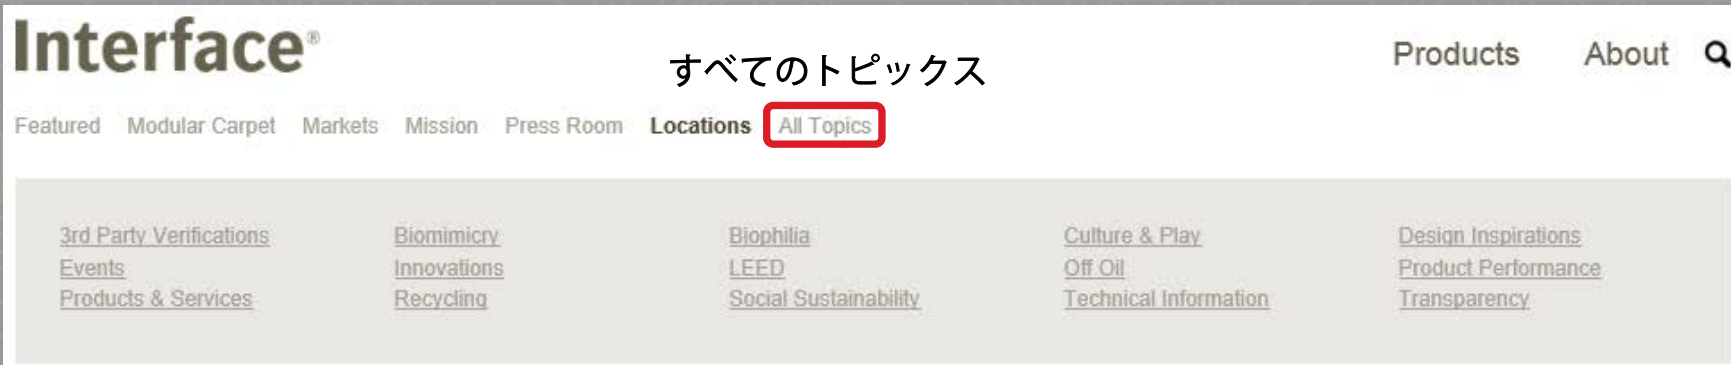 Interface®
すべてのトピックス
Products About
Featured Modular Carpet Markets Mission Press Room Locations All Topics
3rd Party Verifications Biomimicry Biophilia Culture & Play Design Inspirations
Events Innovations LEED Off Oil Product Performance
Products & Services Recycling Social Sustainability Technical Information Transparency